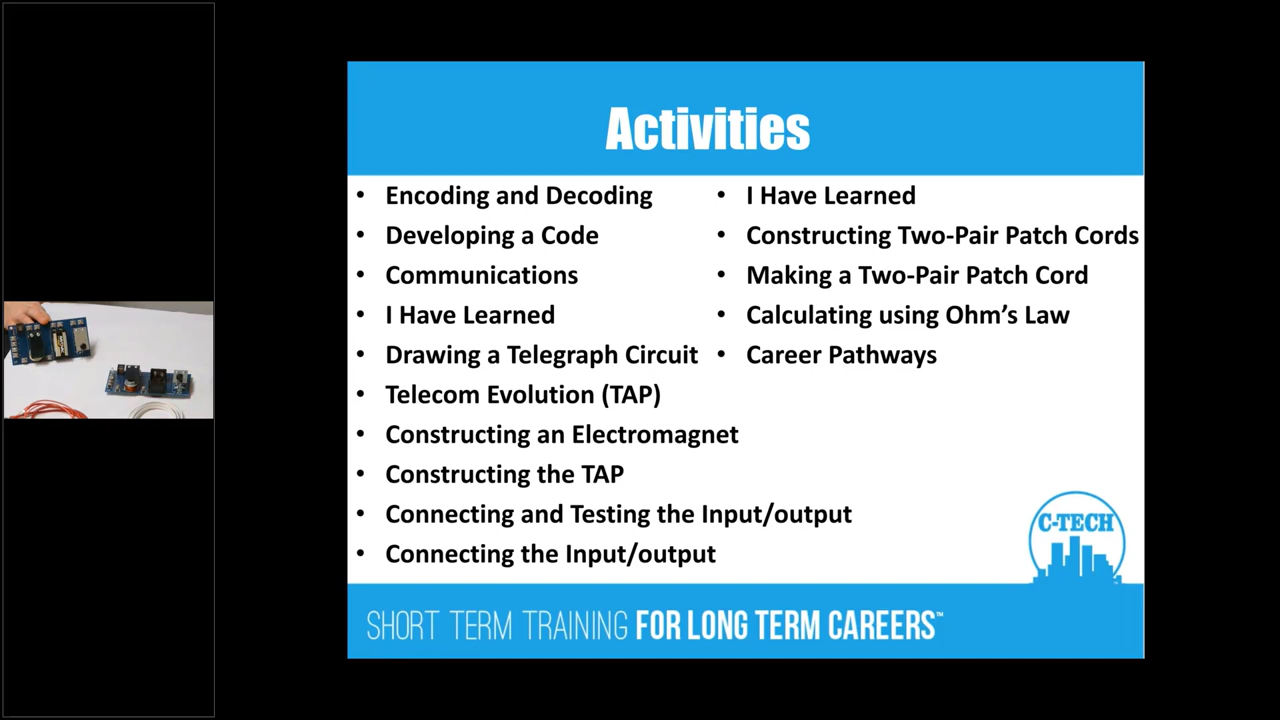 Activities
• Encoding and Decoding
• Developing a Code
• Communications
• I Have Learned
• Drawing a Telegraph Circuit
• Telecom Evolution (TAP)
• Constructing an Electromagnet
• Constructing the TAP
• Connecting and Testing the Input/output
• Connecting the Input/output
• I Have Learned
• Constructing Two-Pair Patch Cords
• Making a Two-Pair Patch Cord
• Calculating using Ohm’s Law
• Career Pathways
C-TECH
SHORT TERM TRAINING FOR LONG TERM CAREERS™